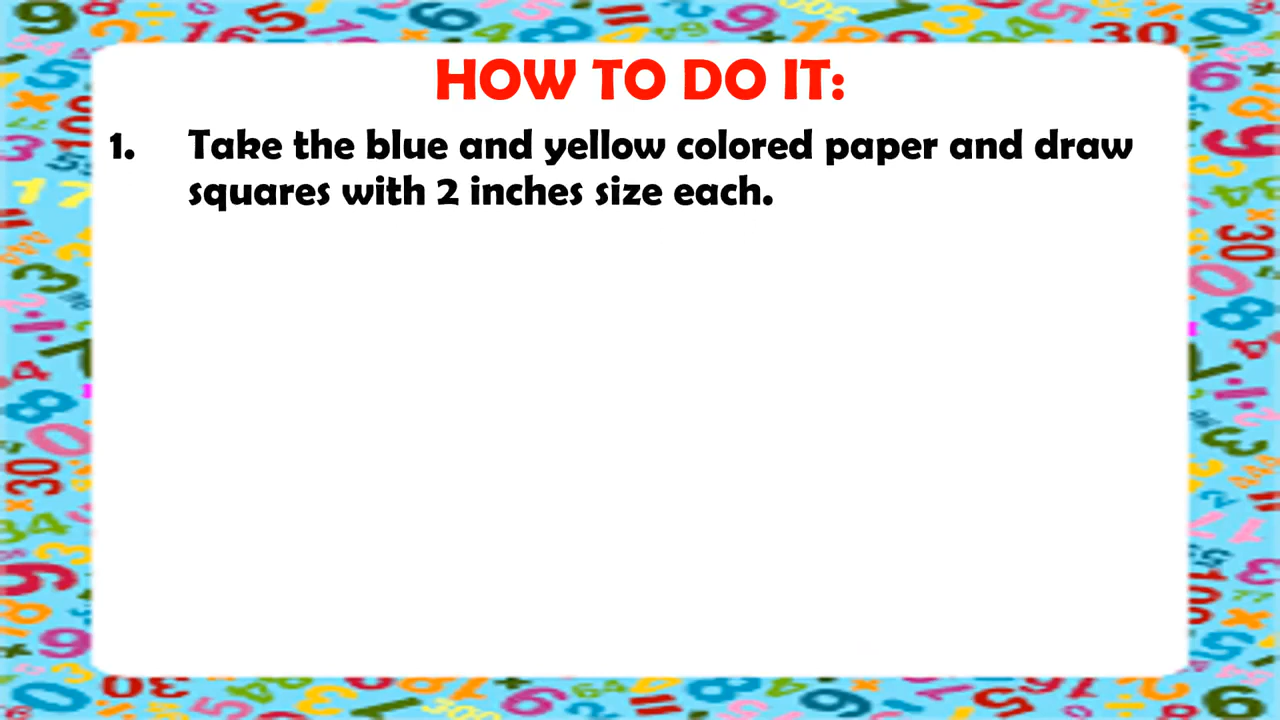 HOW TO DO IT:
1. Take the blue and yellow colored paper and draw
squares with 2 inches size each.